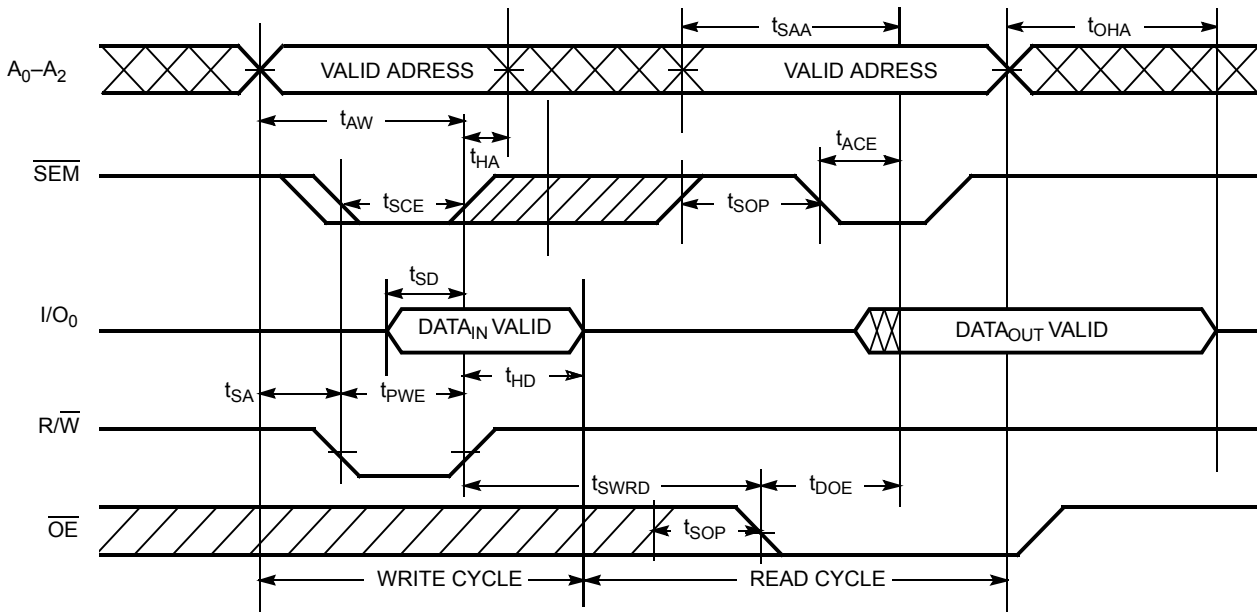 tSAA tOHA
A0–A2 VALID ADRESS VALID ADRESS
tAW tHA tACE
SEM tSCE tSOP
tSD
I/O0 DATAIN VALID DATAOUT VALID
tSA tPWE tHD
R/W
tSWRD tDOE
OE tSOP
WRITE CYCLE READ CYCLE